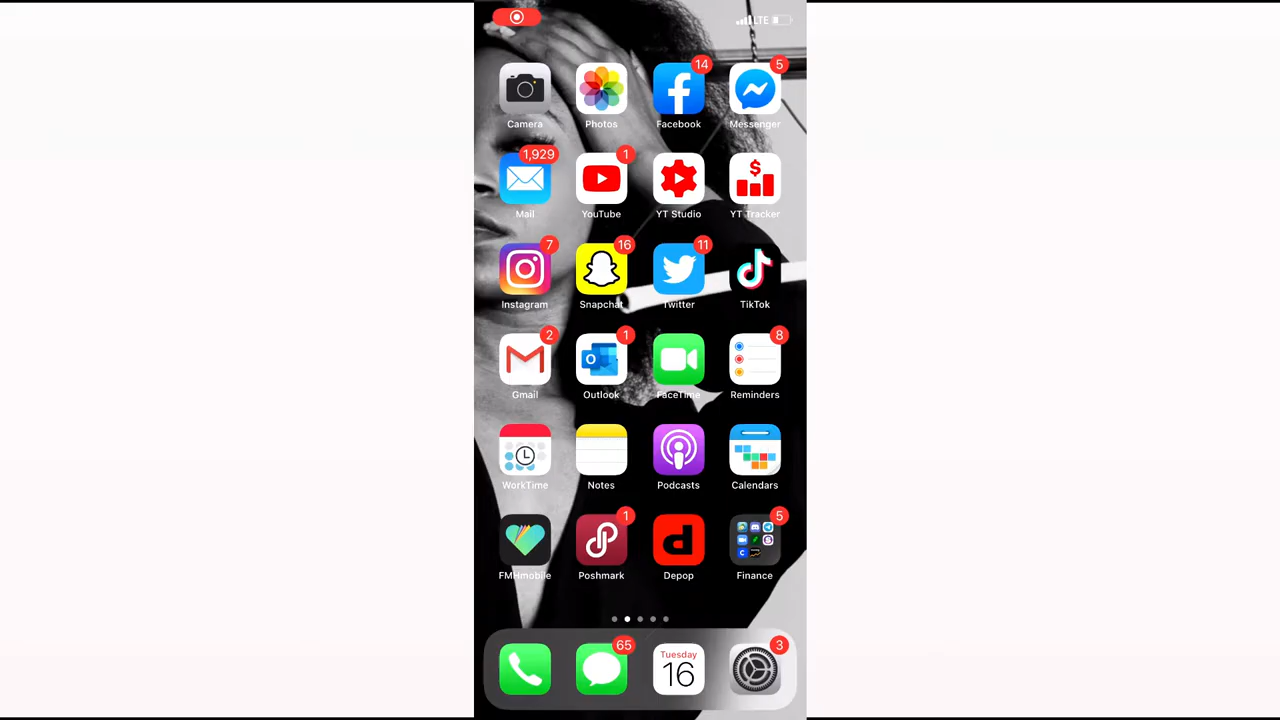 LTE
14 5
Camera Photos Facebook Messenger
1,929 1
Mail YouTube YT Studio YT Tracker
7 16 11
Instagram Snapchat Twitter TikTok
2 1 8
Gmail Outlook FaceTime Reminders
WorkTime Notes Podcasts Calendars
1 5
FMHmobile Poshmark Depop Finance
65 Tuesday 3
16